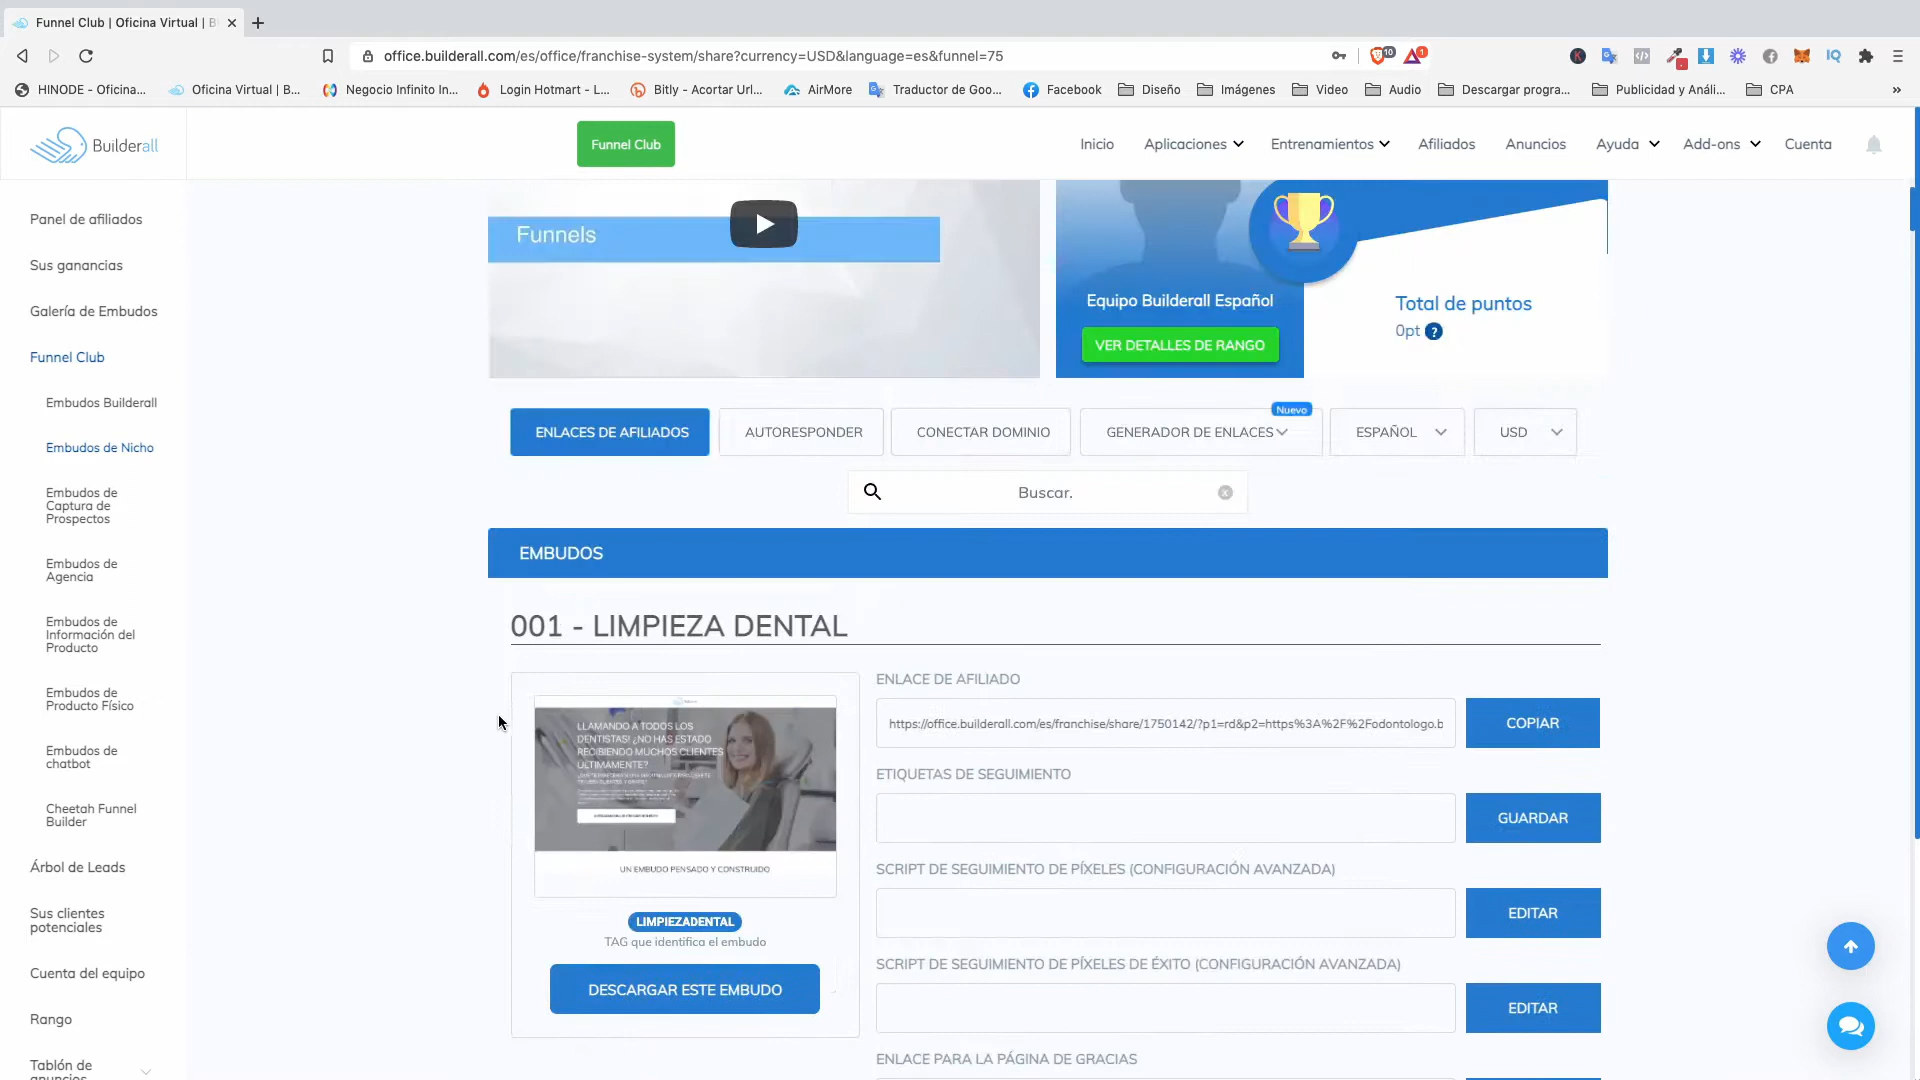 Funnel Club | Oficina Virtual | B
office.builderall.com/es/office/franchise-system/share?currency=USD&language=es&funnel=75
10
1
K
IQ
HINODE - Oficina...
Oficina Virtual | B...
Negocio Infinito In...
Login Hotmart - L...
Bitly - Acortar Url...
AirMore
Traductor de Goo...
Facebook
Diseño
Imágenes
Video
Audio
Descargar progra...
Publicidad y Análi...
CPA
»
Builderall
Funnel Club
Inicio
Aplicaciones
Entrenamientos
Afiliados
Anuncios
Ayuda
Add-ons
Cuenta
Panel de afiliados
Sus ganancias
Galería de Embudos
Funnel Club
Embudos Builderall
Embudos de Nicho
Embudos de
Captura de
Prospectos
Embudos de
Agencia
Embudos de
Información del
Producto
Embudos de
Producto Físico
Embudos de
chatbot
Cheetah Funnel
Builder
Árbol de Leads
Sus clientes
potenciales
Cuenta del equipo
Rango
Tablón de
anuncios
Funnels
Equipo Builderall Español
VER DETALLES DE RANGO
Total de puntos
0pt ?
ENLACES DE AFILIADOS
AUTORESPONDER
CONECTAR DOMINIO
Nuevo
GENERADOR DE ENLACES
ESPAÑOL
USD
Buscar.
x
EMBUDOS
001 - LIMPIEZA DENTAL
LLAMANDO A TODOS LOS
DENTISTAS! ¿NO HAS ESTADO
RECIBIENDO MUCHOS CLIENTES
ULTIMAMENTE?
UN EMBUDO PENSADO Y CONSTRUIDO
LIMPIEZADENTAL
TAG que identifica el embudo
DESCARGAR ESTE EMBUDO
ENLACE DE AFILIADO
https://office.builderall.com/es/franchise/share/1750142/?p1=rd&p2=https%3A%2F%2Fodontologo.b
COPIAR
ETIQUETAS DE SEGUIMIENTO
GUARDAR
SCRIPT DE SEGUIMIENTO DE PÍXELES (CONFIGURACIÓN AVANZADA)
EDITAR
SCRIPT DE SEGUIMIENTO DE PÍXELES DE ÉXITO (CONFIGURACIÓN AVANZADA)
EDITAR
ENLACE PARA LA PÁGINA DE GRACIAS